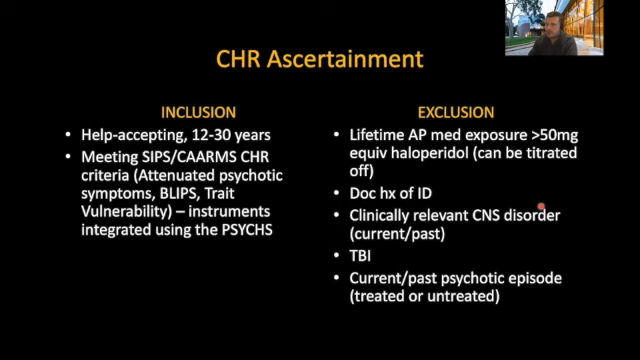 CHR Ascertainment
INCLUSION
• Help-accepting, 12-30 years
• Meeting SIPS/CAARMS CHR
criteria (Attenuated psychotic
symptoms, BLIPS, Trait
Vulnerability) – instruments
integrated using the PSYCHS
EXCLUSION
• Lifetime AP med exposure >50mg
equiv haloperidol (can be titrated
off)
• Doc hx of ID
• Clinically relevant CNS disorder
(current/past)
• TBI
• Current/past psychotic episode
(treated or untreated)